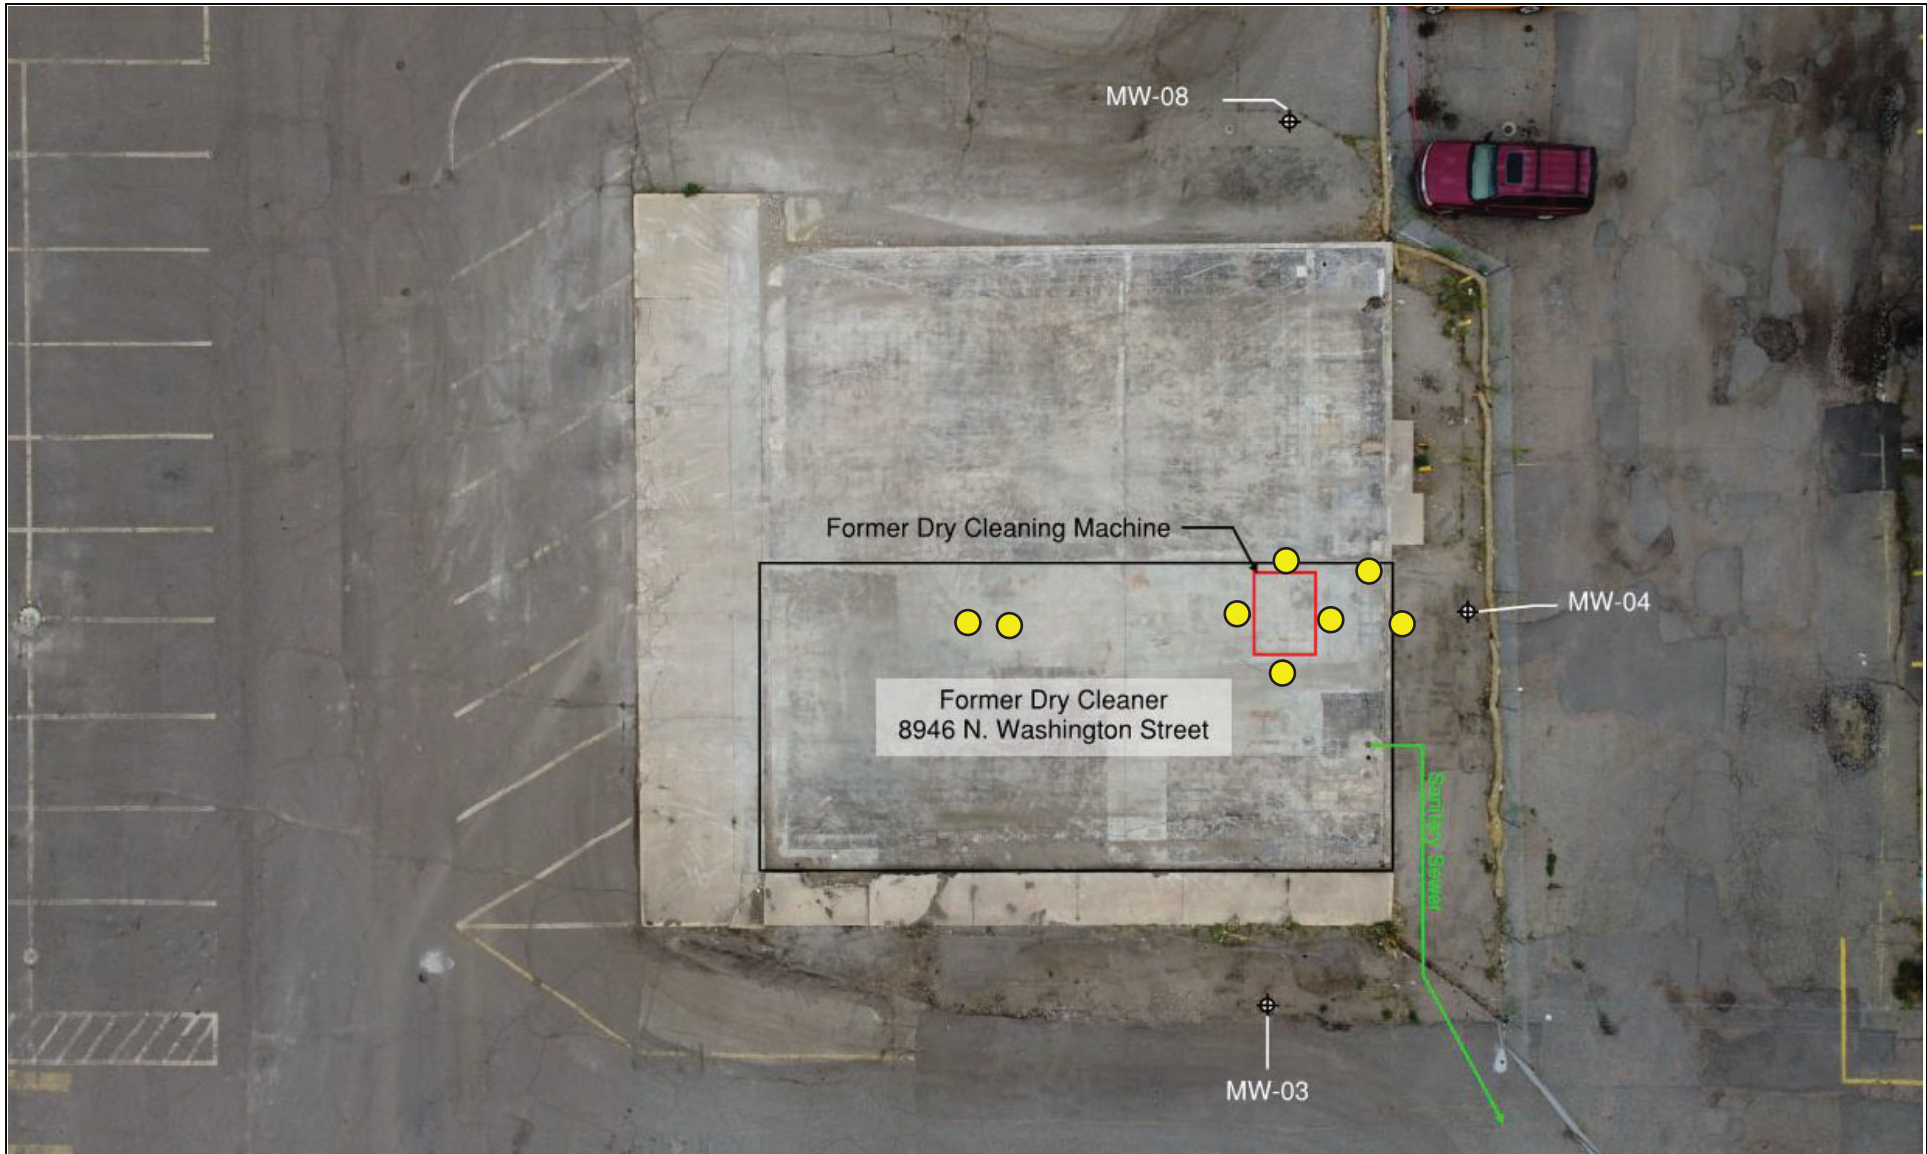 MW-08
Former Dry Cleaning Machine
MW-04
Former Dry Cleaner
8946 N. Washington Street
Sanitary Sewer
MW-03